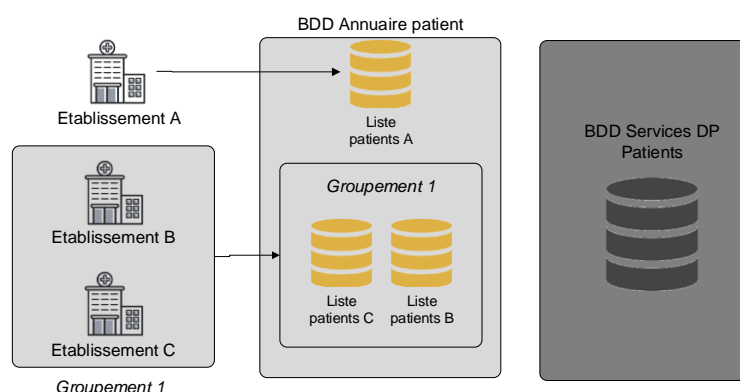 BDD Annuaire patient
Etablissement A
Liste
patients A
BDD Services DP
Patients
Groupement 1
Etablissement B
Liste
patients C
Liste
patients B
Etablissement C
Groupement 1